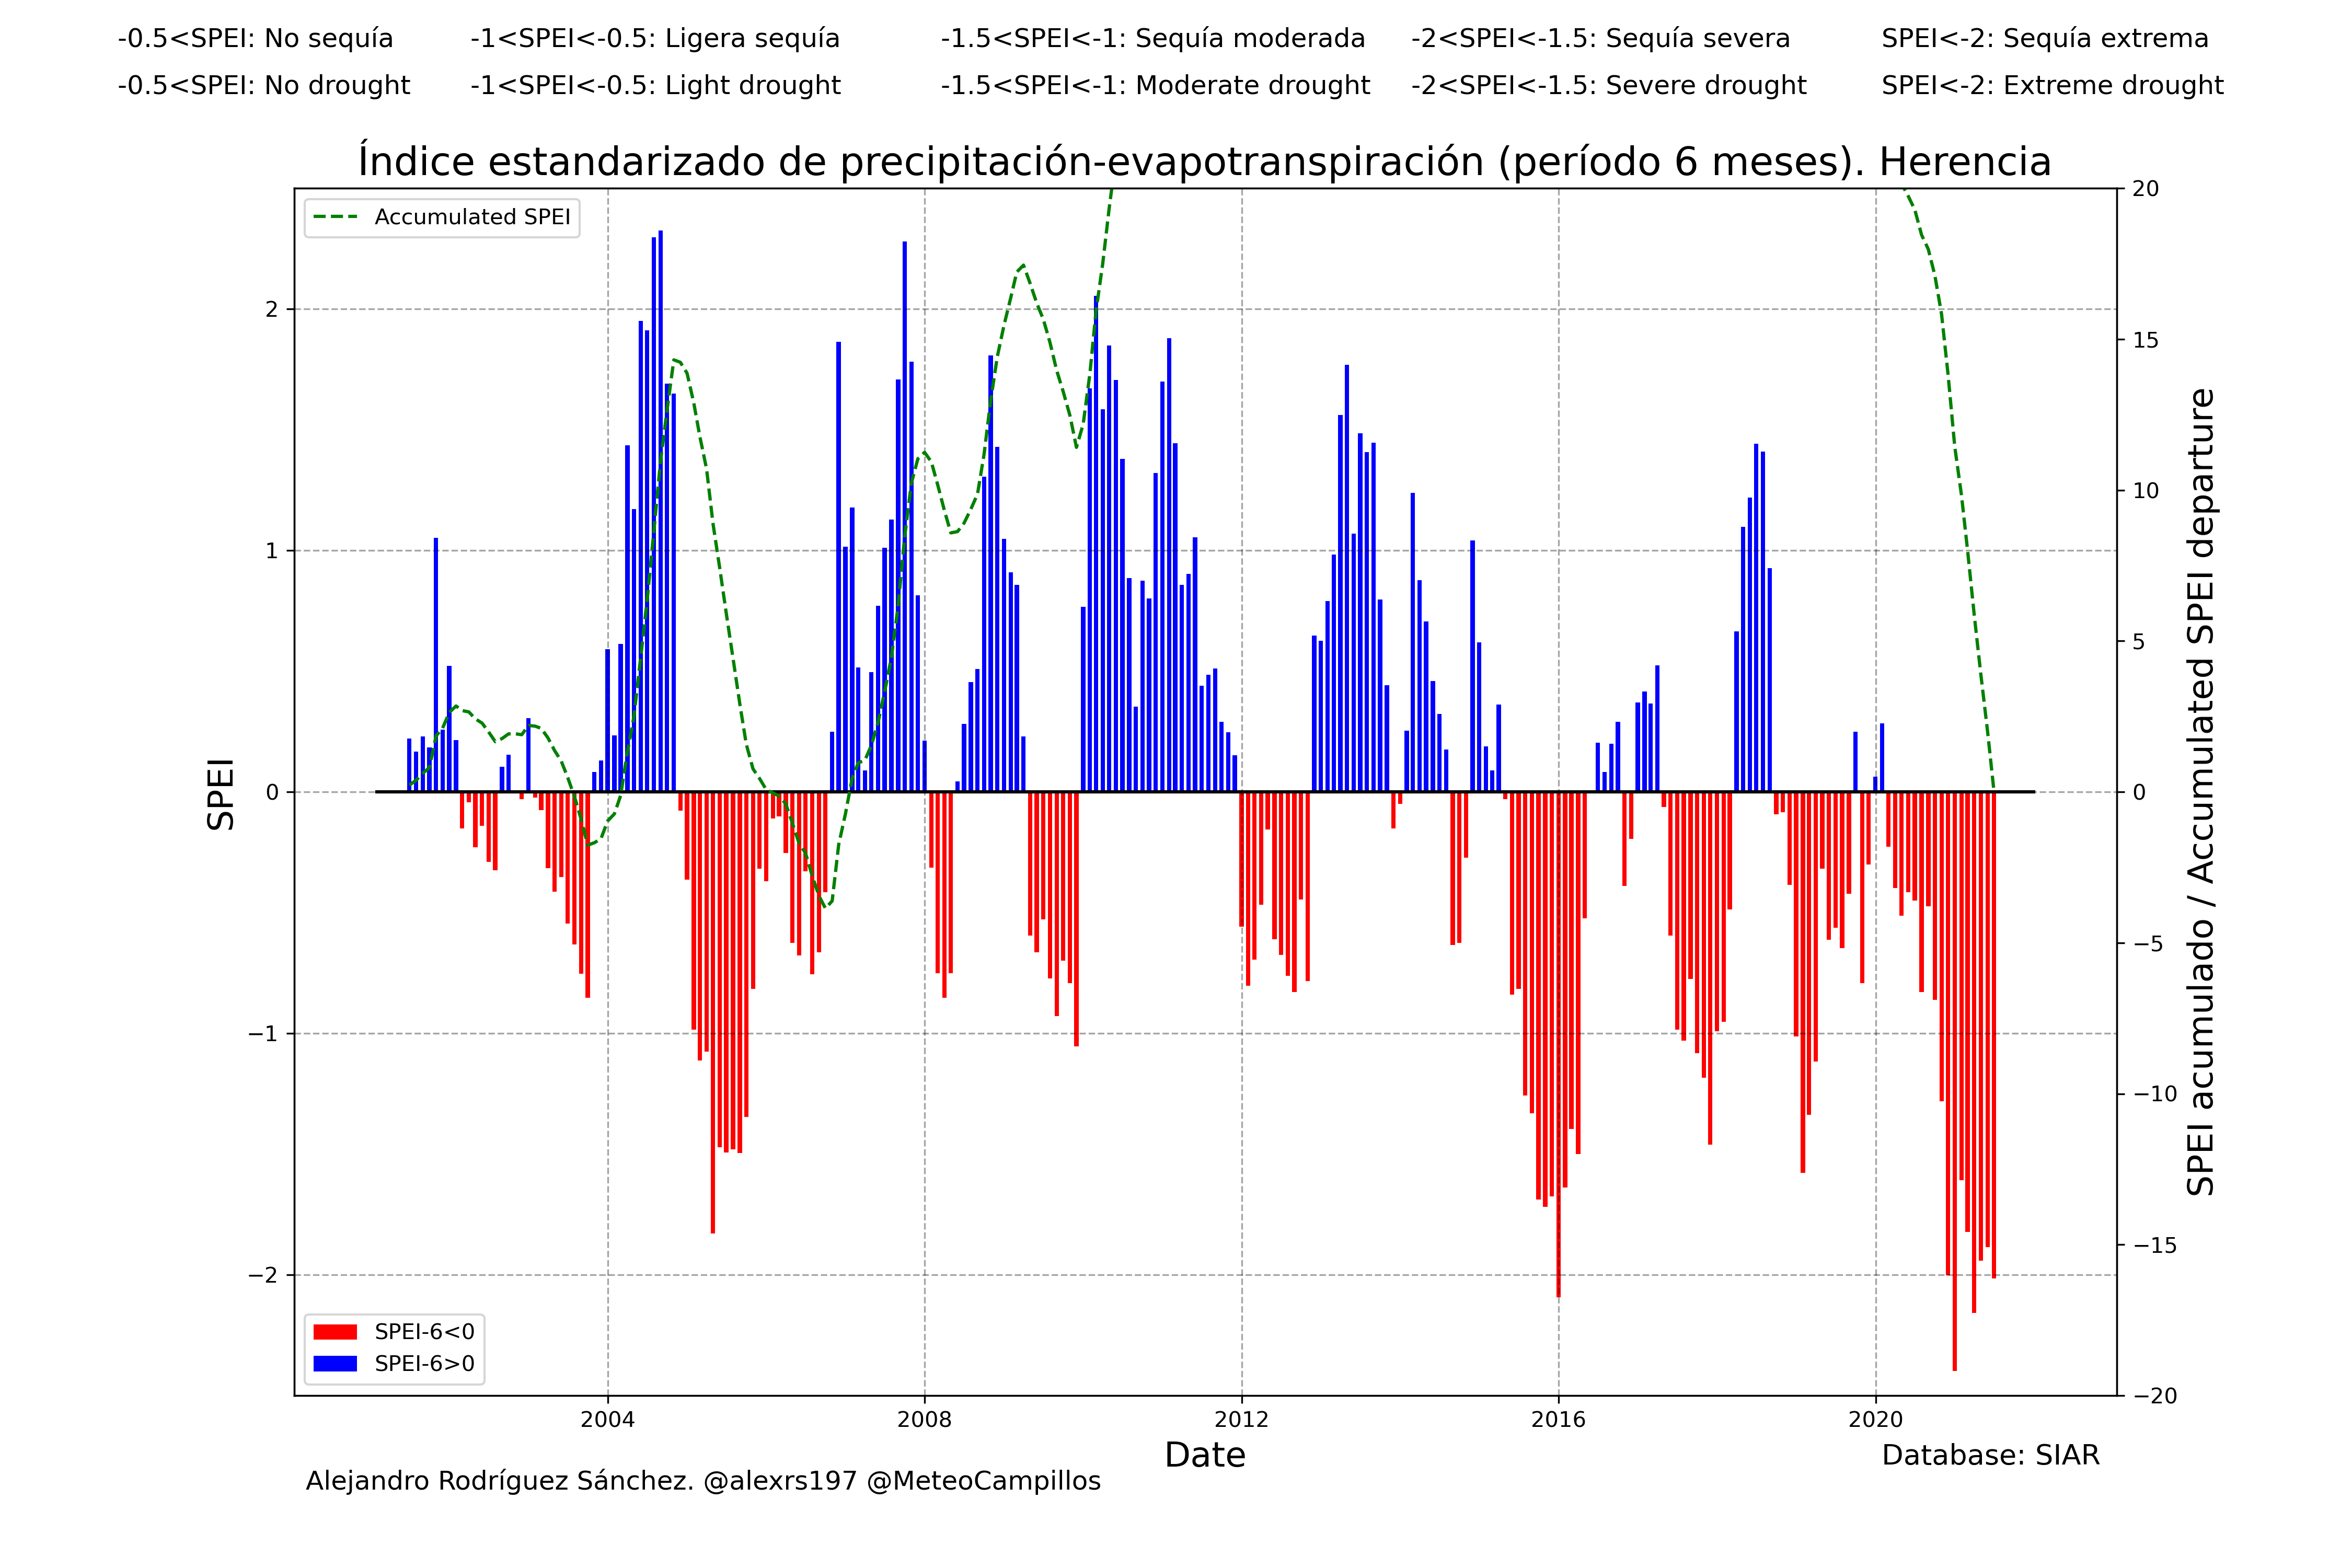 -0.5<SPEI: No sequía -1<SPEI<-0.5: Ligera sequía -1.5<SPEI<-1: Sequía moderada -2<SPEI<-1.5: Sequía severa SPEI<-2: Sequía extrema
-0.5<SPEI: No drought -1<SPEI<-0.5: Light drought -1.5<SPEI<-1: Moderate drought -2<SPEI<-1.5: Severe drought SPEI<-2: Extreme drought
Índice estandarizado de precipitación-evapotranspiración (período 6 meses). Herencia
Accumulated SPEI
SPEI
2
1
0
−1
−2
20
15
10
5
0
−5
−10
−15
−20
SPEI acumulado / Accumulated SPEI departure
SPEI-6<0
SPEI-6>0
2004 2008 2012 2016 2020
Date
Database: SIAR
Alejandro Rodríguez Sánchez. @alexrs197 @MeteoCampillos